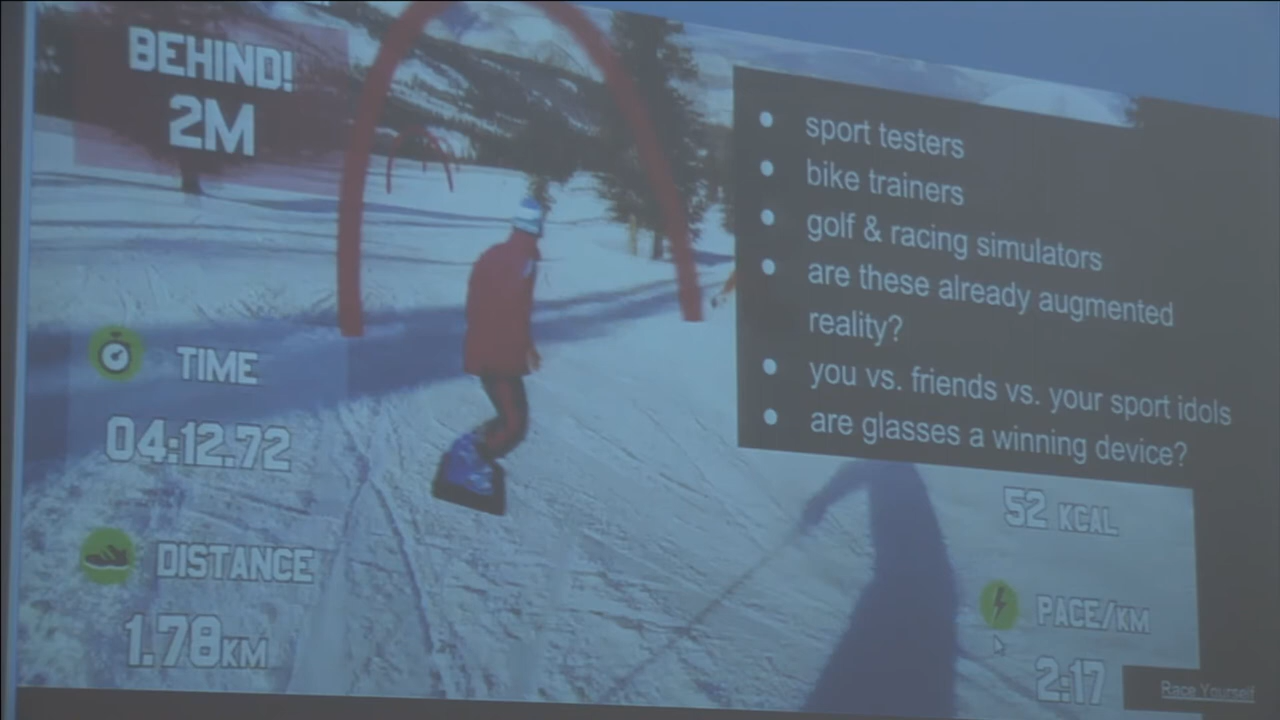 BEHIND!
2M
TIME
04:12.72
DISTANCE
1.78KM
sport testers
bike trainers
golf & racing simulators
are these already augmented
reality?
you vs. friends vs. your sport idols
are glasses a winning device?
52 KCAL
PACE/KM
2:17
Race Yourself